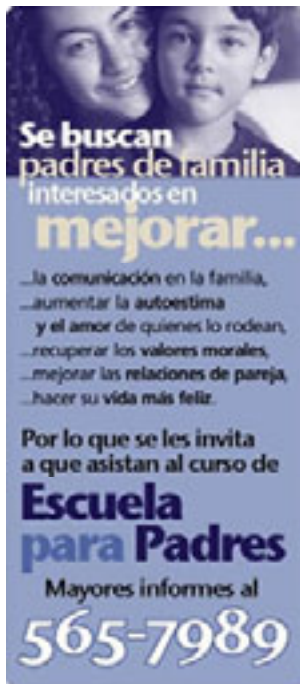 Se buscan
padres de familia
interesados en
mejorar...
...la comunicación en la familia,
...aumentar la autoestima
y el amor de quienes lo rodean,
...recuperar los valores morales,
...mejorar las relaciones de pareja,
...hacer su vida más feliz.
Por lo que se les invita
a que asistan al curso de
Escuela
para Padres
Mayores informes al
565-7989